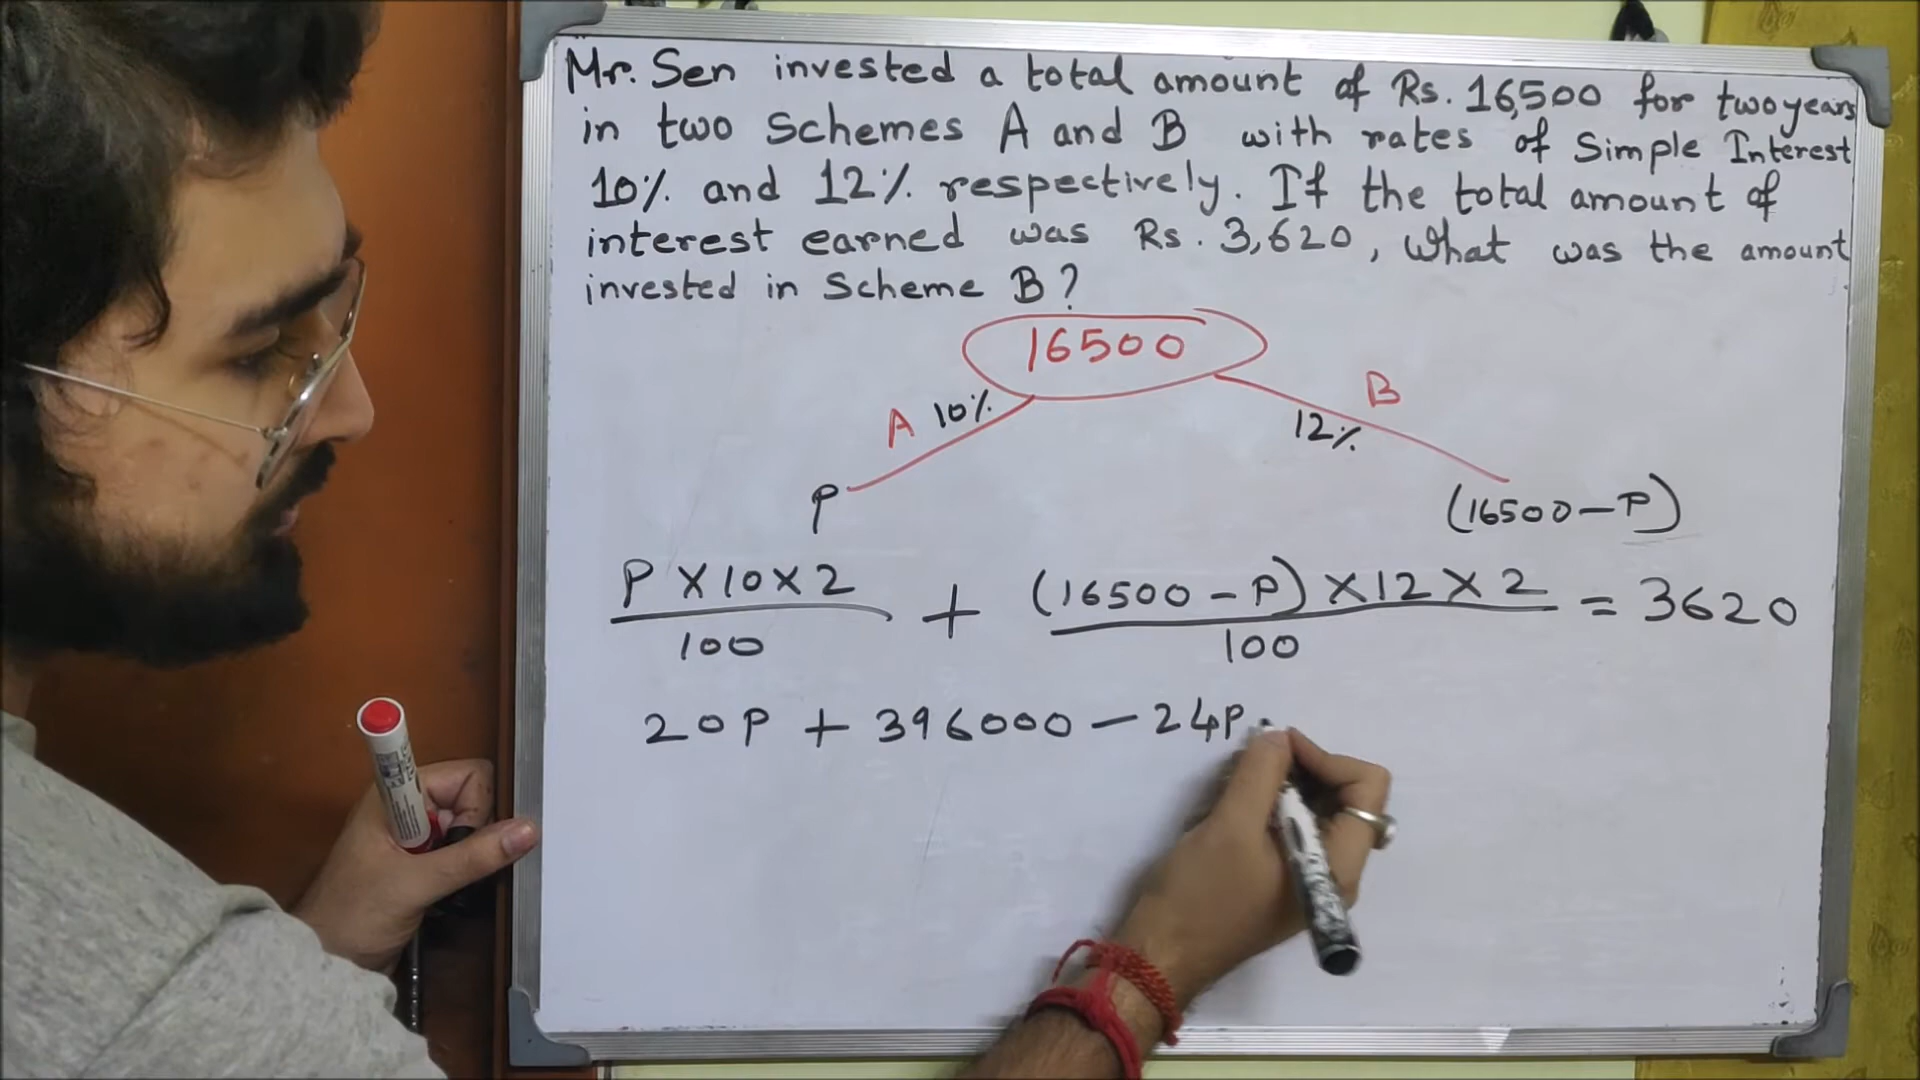 Mr. Sen invested a total amount of Rs. 16,500 for two years
in two Schemes A and B with rates of Simple Interest
10% and 12% respectively. If the total amount of
interest earned was Rs. 3,620, What was the amount
invested in Scheme B?
16500
A 10%
B
12%
P
(16500-P)
P X 10 X 2 + (16500 - P) X 12 X 2 = 3620
100 100
20P + 396000 - 24P